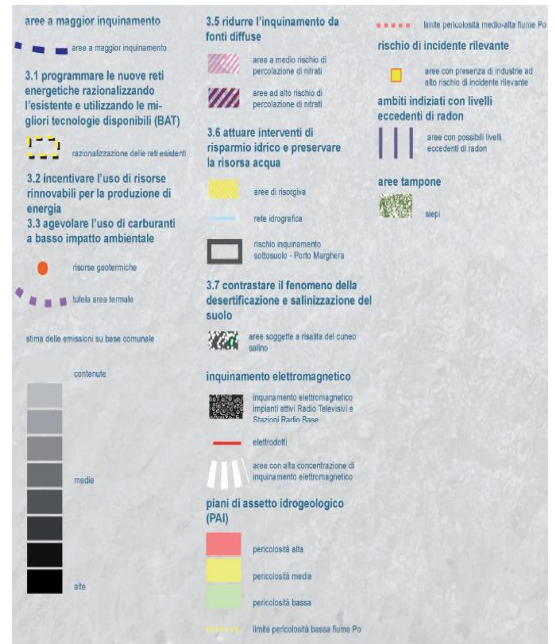 aree a maggior inquinamento
aree a maggior inquinamento
3.1 programmare le nuove reti
energetiche razionalizzando
l'esistente e utilizzando le mi-
gliori tecnologie disponibili (BAT)
razionalizzazione delle reti esistenti
3.2 incentivare l'uso di risorse
rinnovabili per la produzione di
energia
3.3 agevolare l'uso di carburanti
a basso impatto ambientale
risorse geotermiche
tutela area termale
stima delle emissioni su base comunale
contenute
medie
alte
3.5 ridurre l'inquinamento da
fonti diffuse
aree a medio rischio di
percolazione di nitrati
aree ad alto rischio di
percolazione di nitrati
3.6 attuare interventi di
risparmio idrico e preservare
la risorsa acqua
aree di risorgiva
rete idrografica
rischio inquinamento
sottosuolo - Porto Marghera
3.7 contrastare il fenomeno della
desertificazione e salinizzazione del
suolo
aree soggette a risalita del cuneo
salino
inquinamento elettromagnetico
inquinamento elettromagnetico
impianti attivi Radio Televisivi e
Stazioni Radio Base
elettrodotti
aree con alta concentrazione di
inquinamento elettromagnetico
piani di assetto idrogeologico
(PAI)
pericolosità alta
pericolosità media
pericolosità bassa
limite pericolosità bassa fiume Po
limite pericolosità medio-alta fiume Po
rischio di incidente rilevante
aree con presenza di industrie ad
alto rischio di incidente rilevante
ambiti indiziati con livelli
eccedenti di radon
aree con possibili livelli
eccedenti di radon
aree tampone
siepi